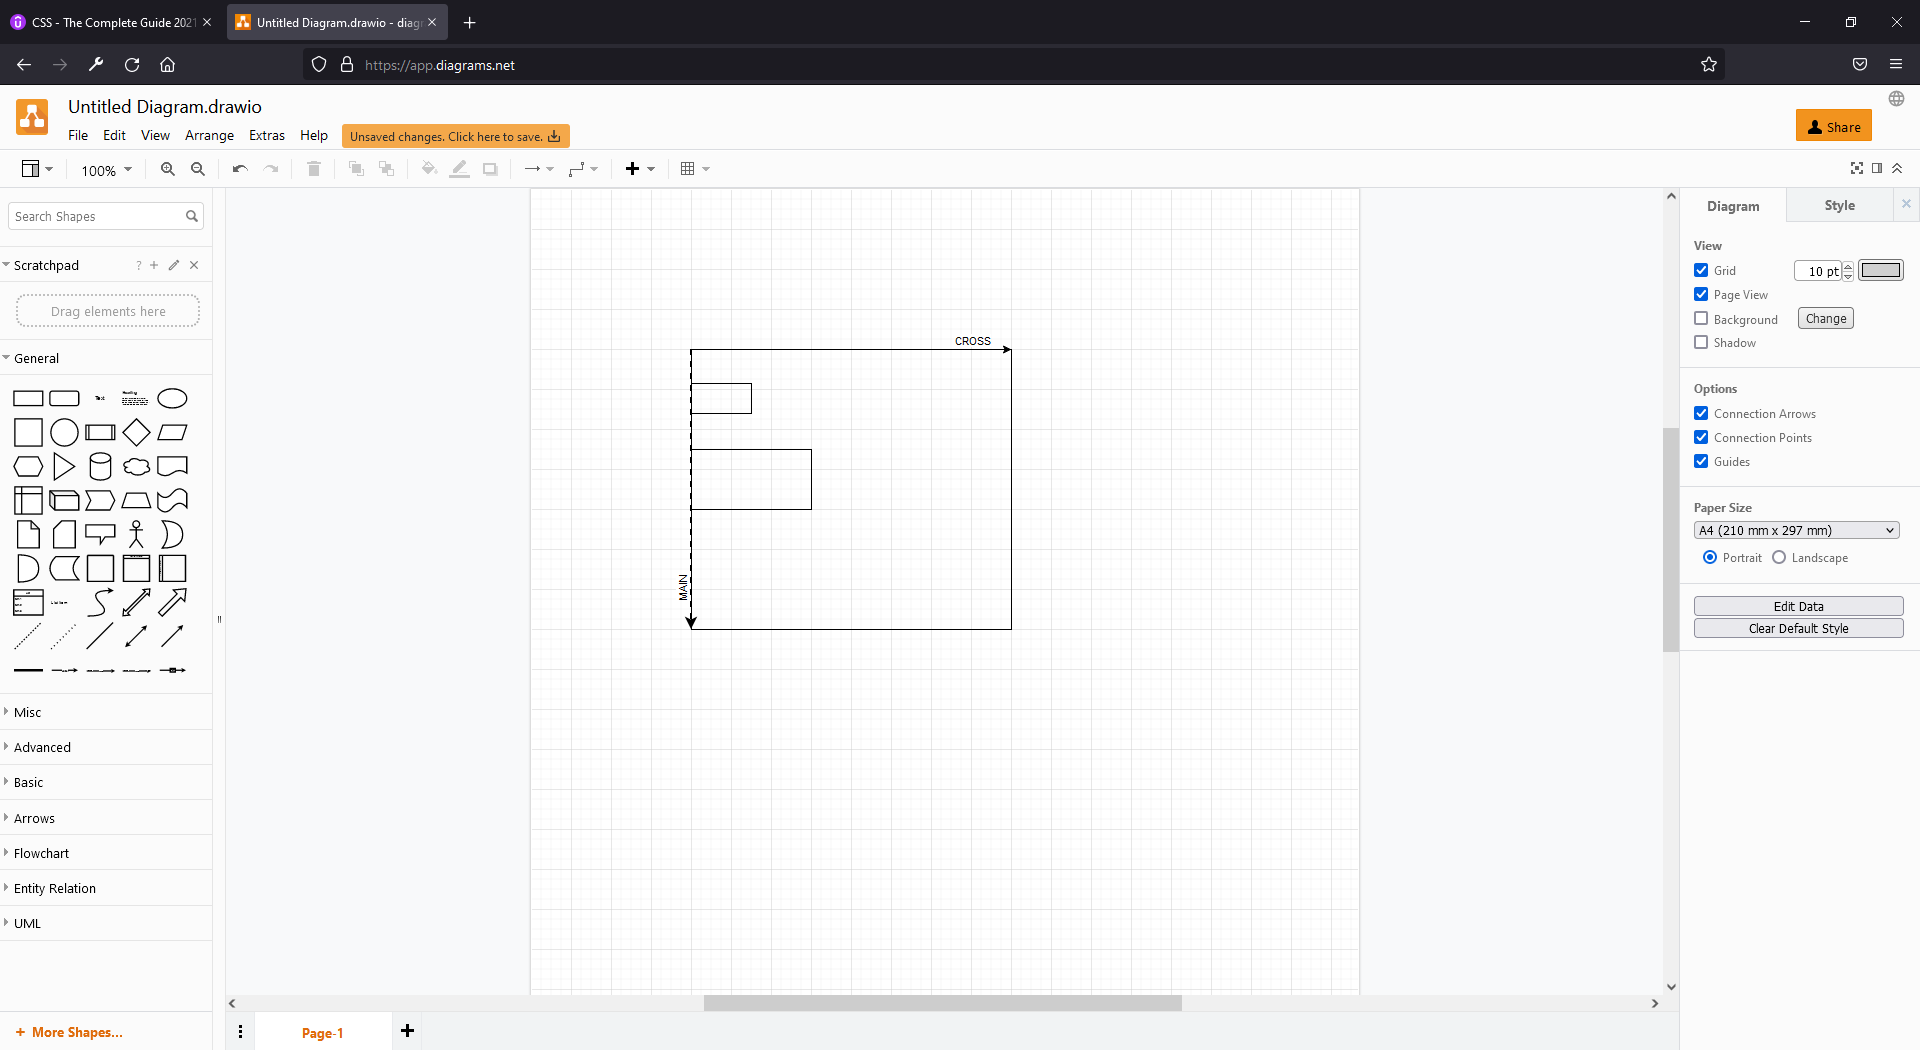 CSS - The Complete Guide 2021
Untitled Diagram.drawio - diag
https://app.diagrams.net
Untitled Diagram.drawio
File Edit View Arrange Extras Help
Unsaved changes. Click here to save.
Share
100%
Search Shapes
Scratchpad
?
Drag elements here
General
Text
Heading
List Item
Misc
Advanced
Basic
Arrows
Flowchart
Entity Relation
UML
+ More Shapes...
CROSS
MAIN
Page-1
Diagram
Style
View
Grid
10 pt
Page View
Background
Change
Shadow
Options
Connection Arrows
Connection Points
Guides
Paper Size
A4 (210 mm x 297 mm)
Portrait
Landscape
Edit Data
Clear Default Style